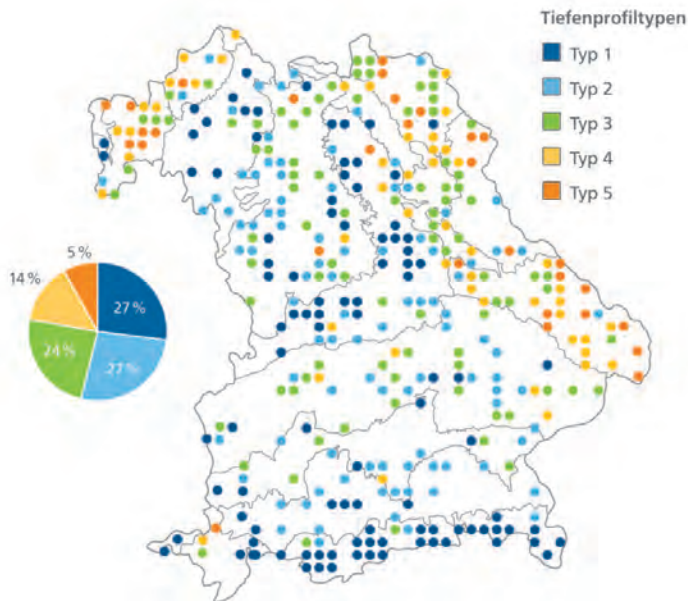 Tiefenprofiltypen
Typ 1
Typ 2
Typ 3
Typ 4
Typ 5
5 %
14 %
27 %
24 %
27 %